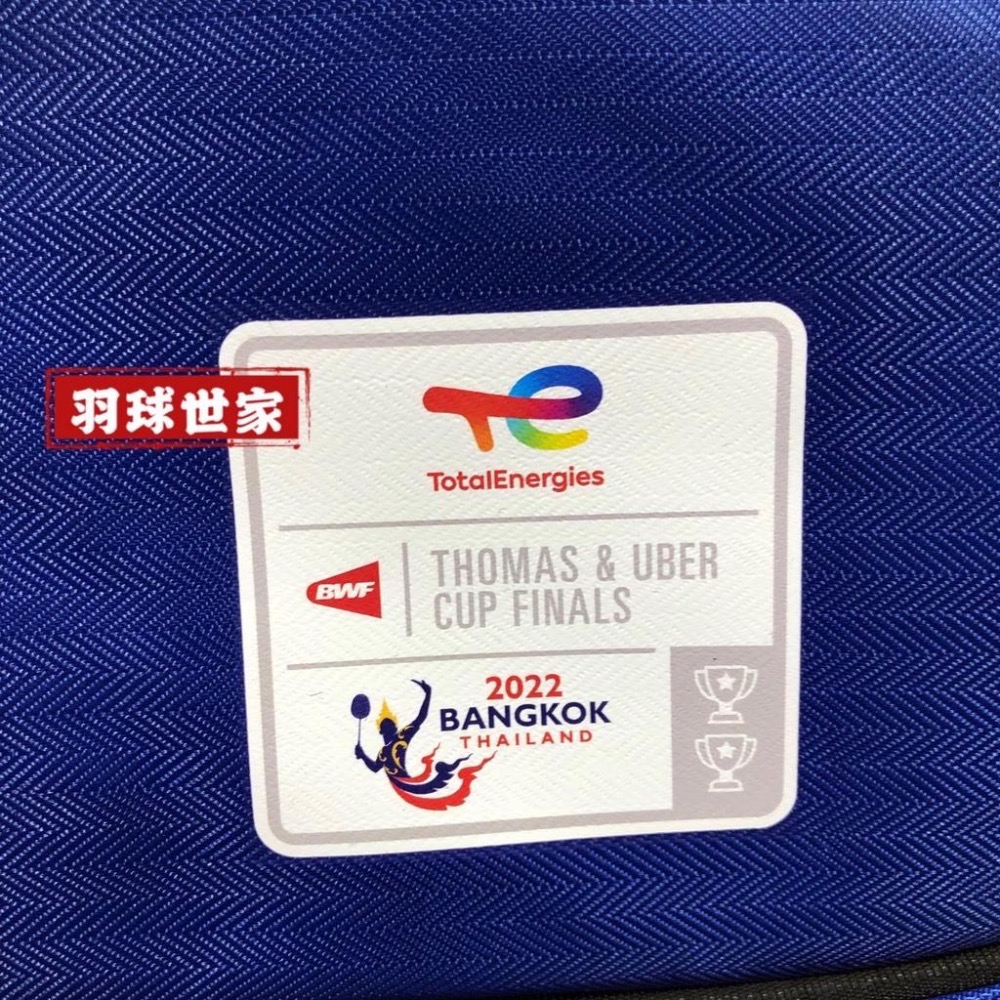 羽球世家
TotalEnergies
BWF
THOMAS & UBER
CUP FINALS
2022
BANGKOK
THAILAND